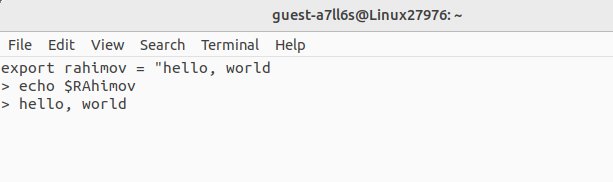 guest-a7ll6s@Linux27976: ~
File Edit View Search Terminal Help
export rahimov = "hello, world
> echo $RAhimov
> hello, world